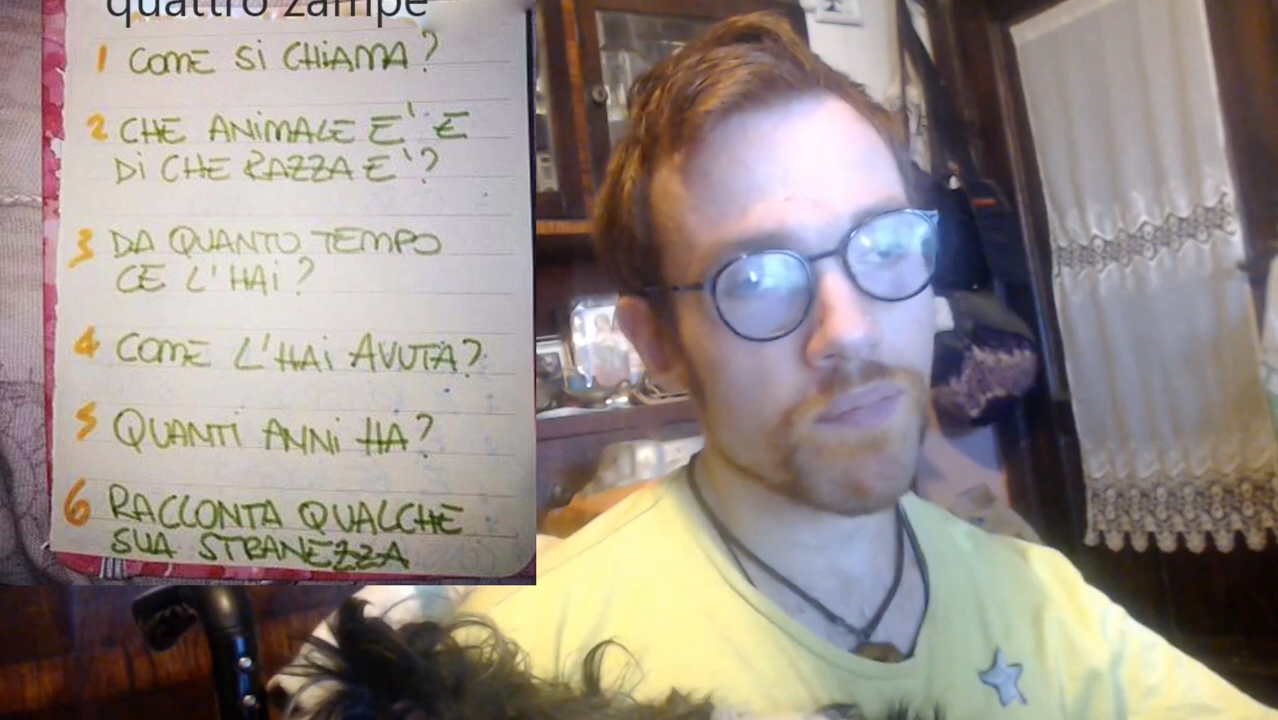 quattro zampe
1 COME SI CHIAMA?
2 CHE ANIMALE E' E
DI CHE RAZZA E'?
3 DA QUANTO TEMPO
CE L'HAI?
4 COME L'HAI AVUTA?
5 QUANTI ANNI HA?
6 RACCONTA QUALCHE
SUA STRANEZZA